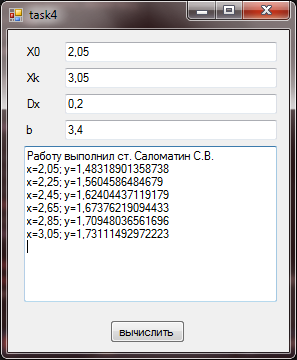 task4
X0 2,05
Xk 3,05
Dx 0,2
b 3,4
Работу выполнил ст. Саломатин С.В.
x=2,05; y=1,48318901358738
x=2,25; y=1,5604586484679
x=2,45; y=1,62404437119179
x=2,65; y=1,67376219094433
x=2,85; y=1,70948036561696
x=3,05; y=1,73111492972223
вычислить